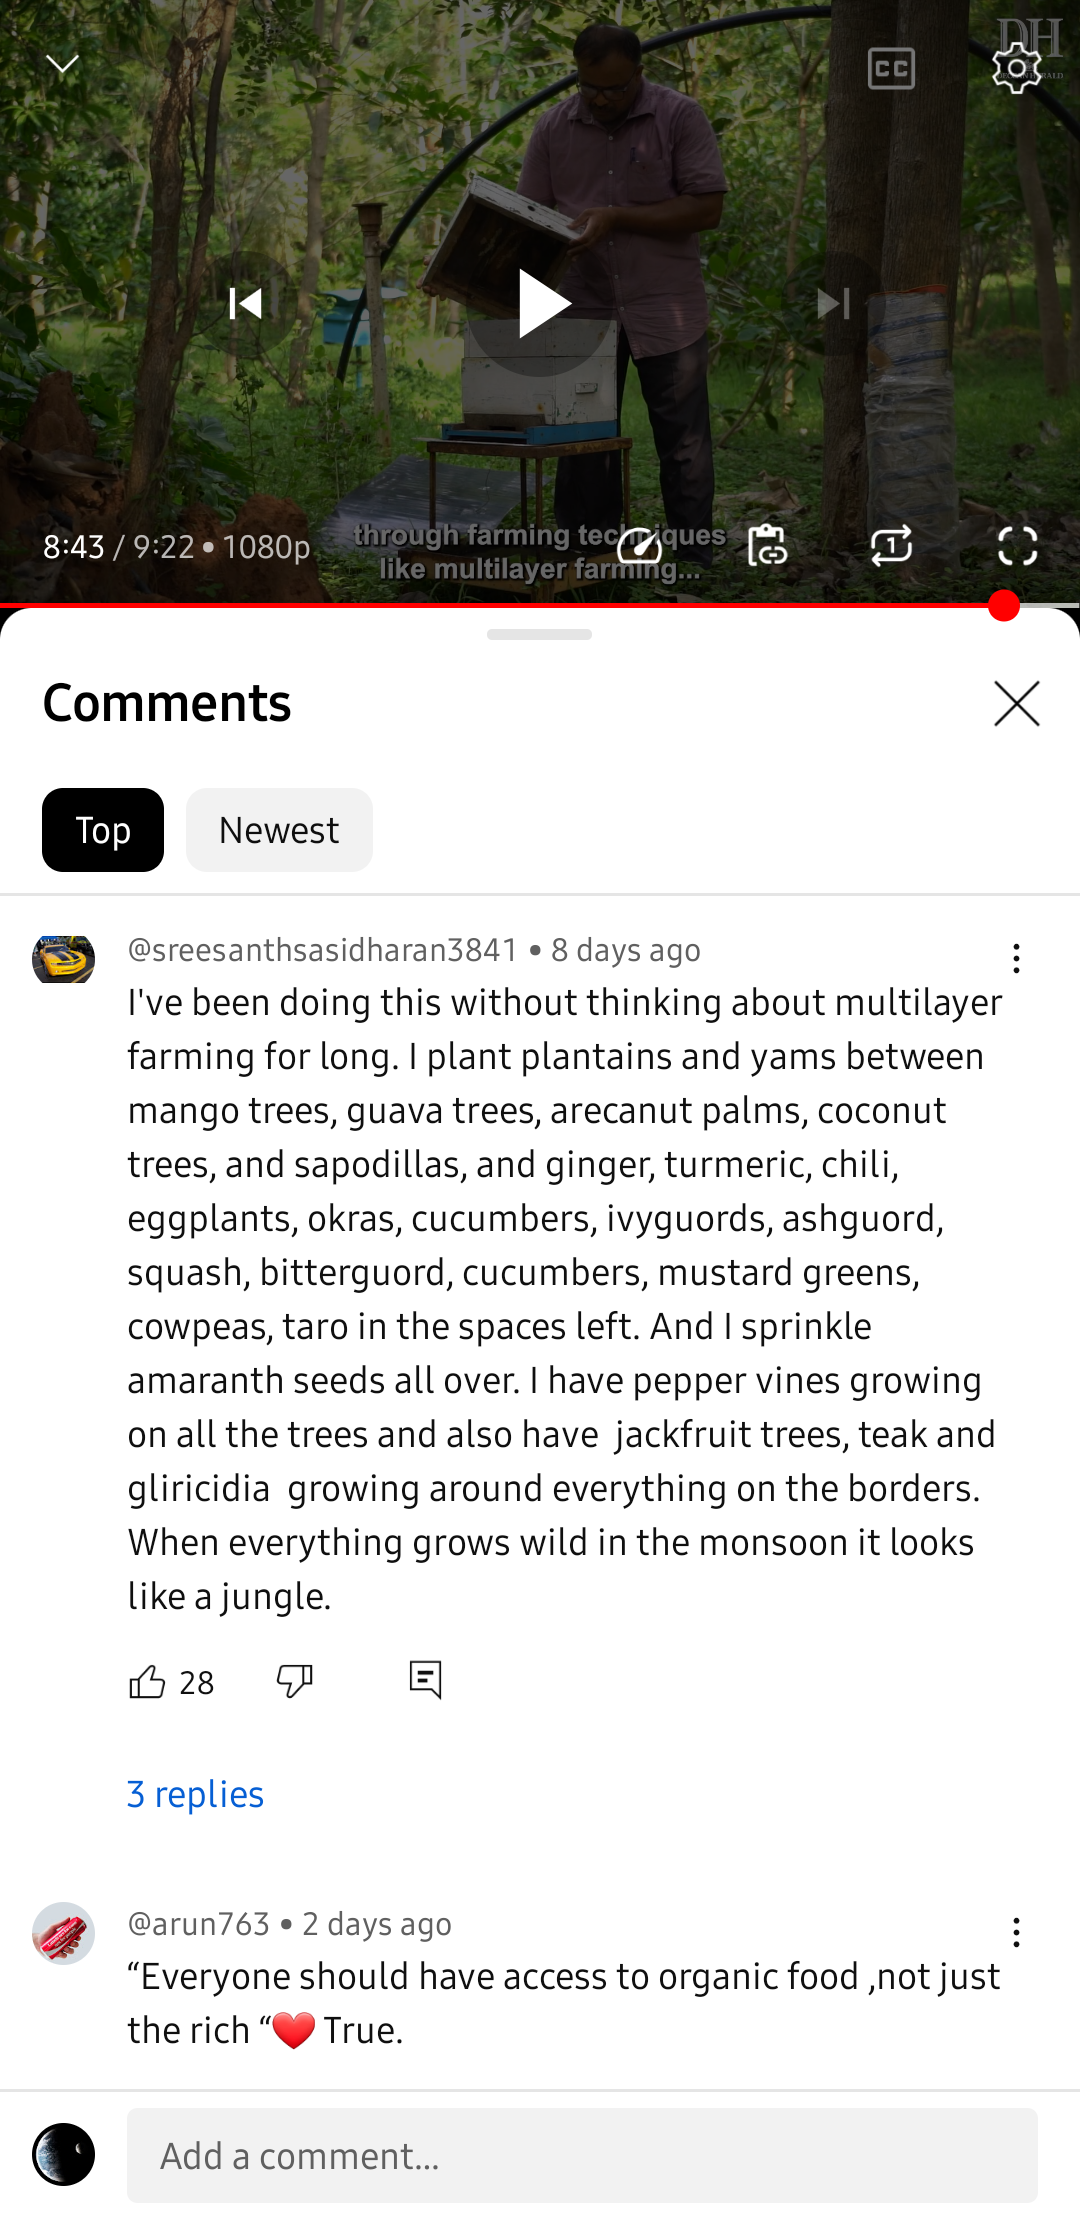 DH
DECCAN HERALD
CC
through farming techniques
like multilayer farming...
8:43 / 9:22 • 1080p
1
Comments
Top
Newest
@sreesanthsasidharan3841 • 8 days ago
I've been doing this without thinking about multilayer
farming for long. I plant plantains and yams between
mango trees, guava trees, arecanut palms, coconut
trees, and sapodillas, and ginger, turmeric, chili,
eggplants, okras, cucumbers, ivyguords, ashguord,
squash, bitterguord, cucumbers, mustard greens,
cowpeas, taro in the spaces left. And I sprinkle
amaranth seeds all over. I have pepper vines growing
on all the trees and also have  jackfruit trees, teak and
gliricidia  growing around everything on the borders.
When everything grows wild in the monsoon it looks
like a jungle.
28
3 replies
@arun763 • 2 days ago
“Everyone should have access to organic food ,not just
the rich “❤️ True.
Add a comment...